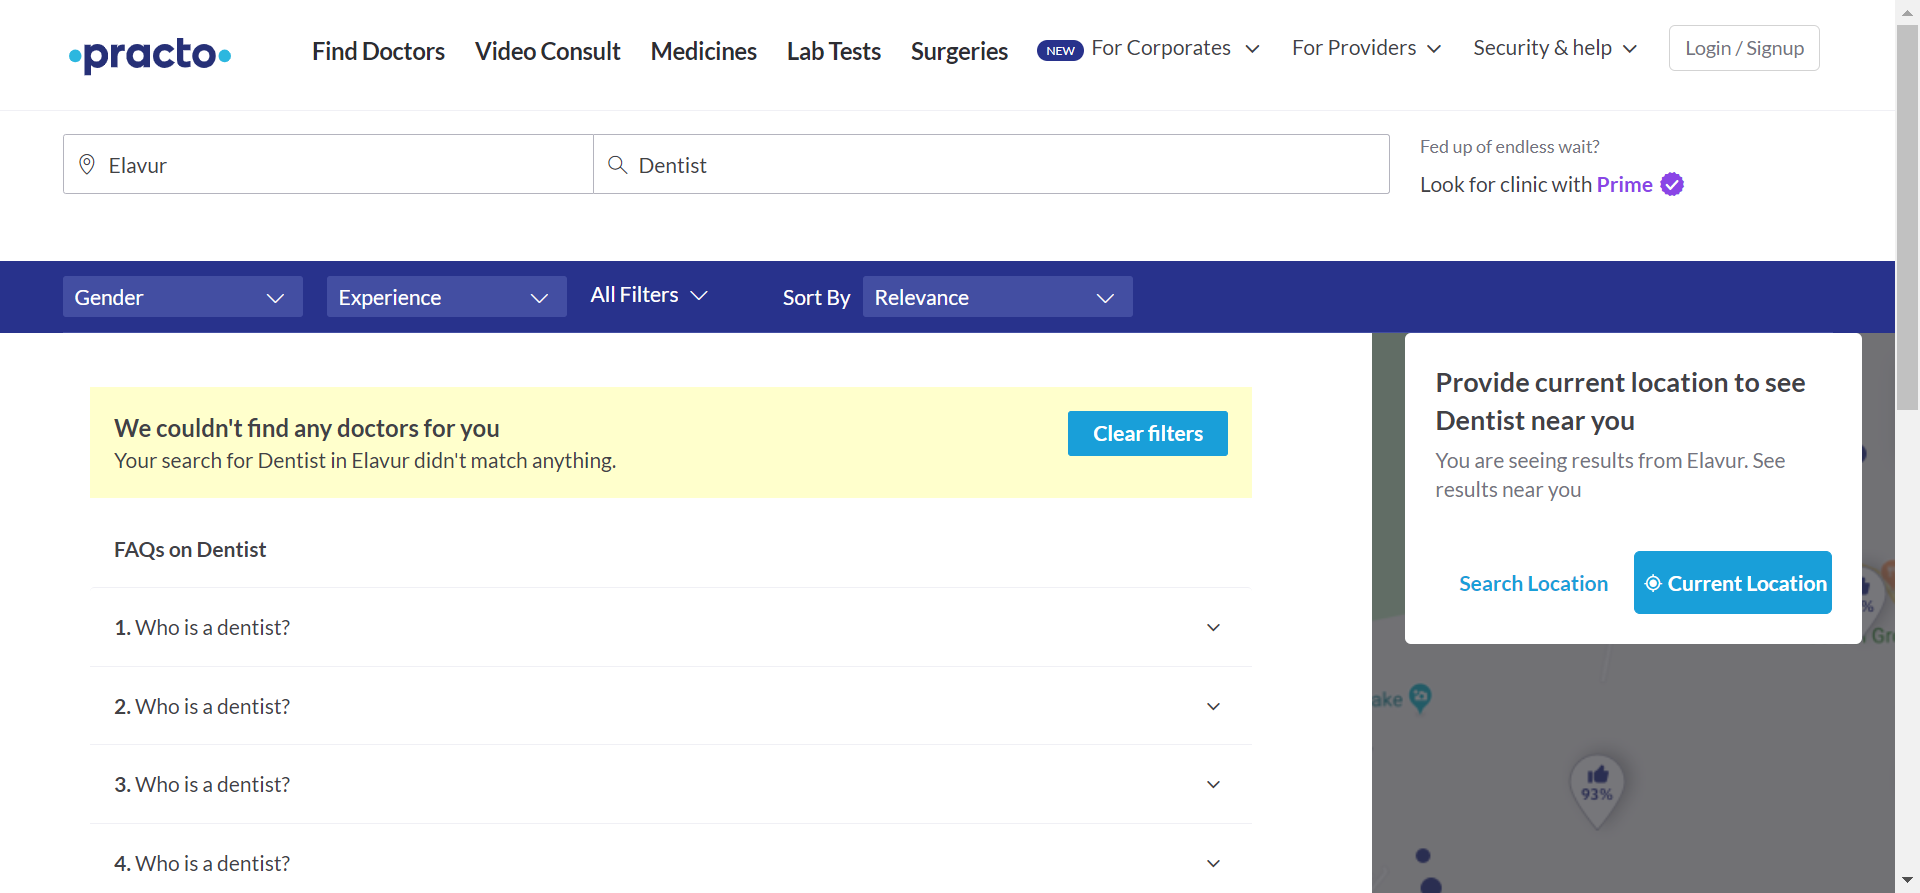 practo
Find Doctors
Video Consult
Medicines
Lab Tests
Surgeries
NEW
For Corporates
For Providers
Security & help
Login / Signup
Elavur
Dentist
Fed up of endless wait?
Look for clinic with Prime
Gender
Experience
All Filters
Sort By
Relevance
We couldn't find any doctors for you
Your search for Dentist in Elavur didn't match anything.
Clear filters
Provide current location to see
Dentist near you
You are seeing results from Elavur. See
results near you
Search Location
Current Location
FAQs on Dentist
1. Who is a dentist?
2. Who is a dentist?
3. Who is a dentist?
4. Who is a dentist?
93%